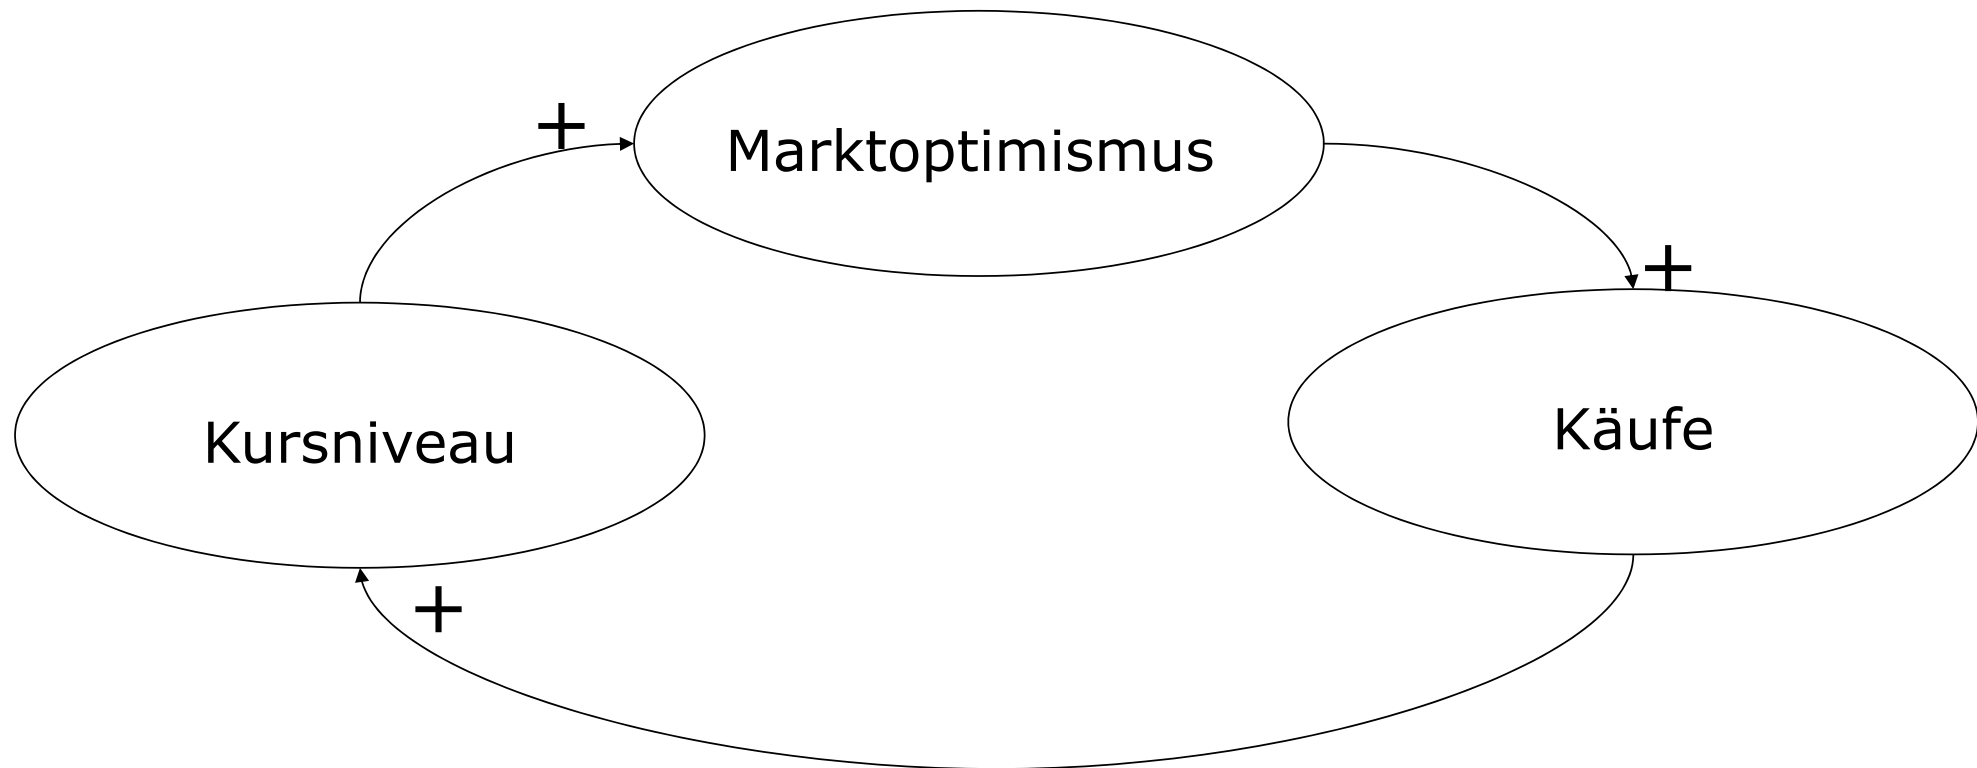 +
Marktoptimismus
+
Kursniveau
Käufe
+